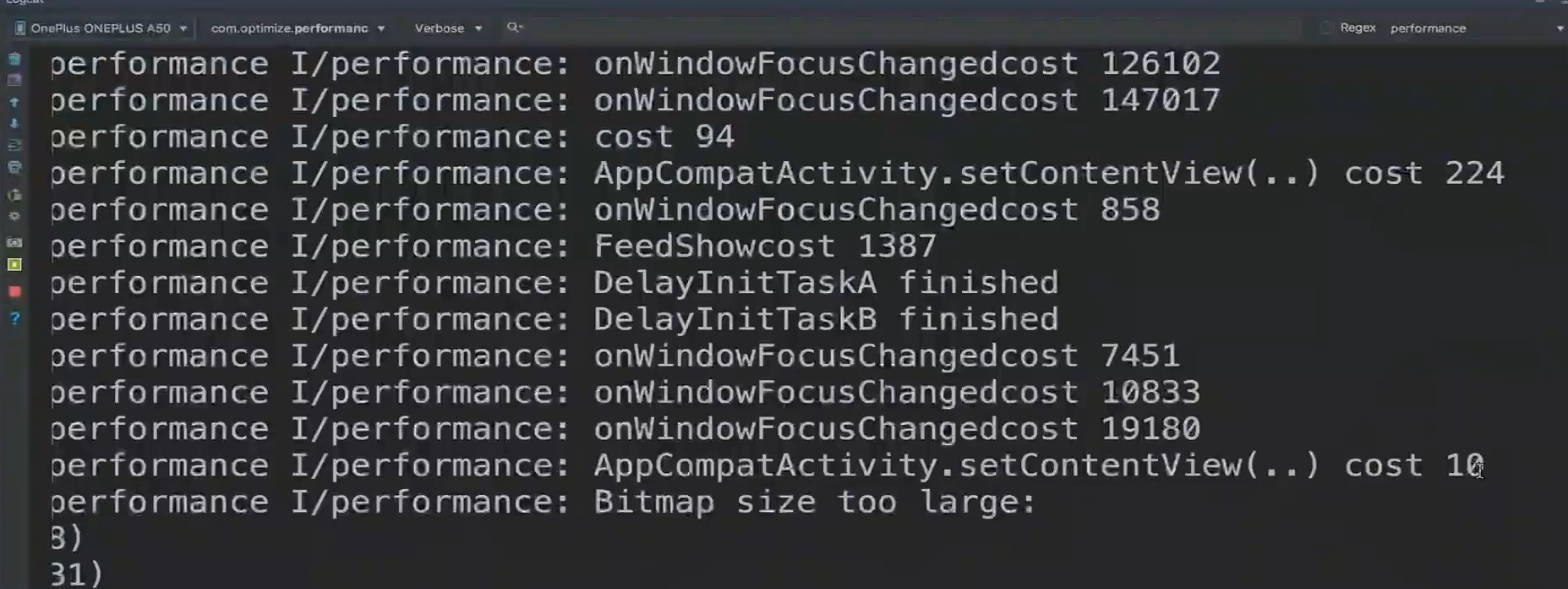 OnePlus ONEPLUS A50 com.optimize.performanc Verbose Regex performance
performance I/performance: onWindowFocusChangedcost 126102
performance I/performance: onWindowFocusChangedcost 147017
performance I/performance: cost 94
performance I/performance: AppCompatActivity.setContentView(..) cost 224
performance I/performance: onWindowFocusChangedcost 858
performance I/performance: FeedShowcost 1387
performance I/performance: DelayInitTaskA finished
performance I/performance: DelayInitTaskB finished
performance I/performance: onWindowFocusChangedcost 7451
performance I/performance: onWindowFocusChangedcost 10833
performance I/performance: onWindowFocusChangedcost 19180
performance I/performance: AppCompatActivity.setContentView(..) cost 10
performance I/performance: Bitmap size too large:
8)
31)